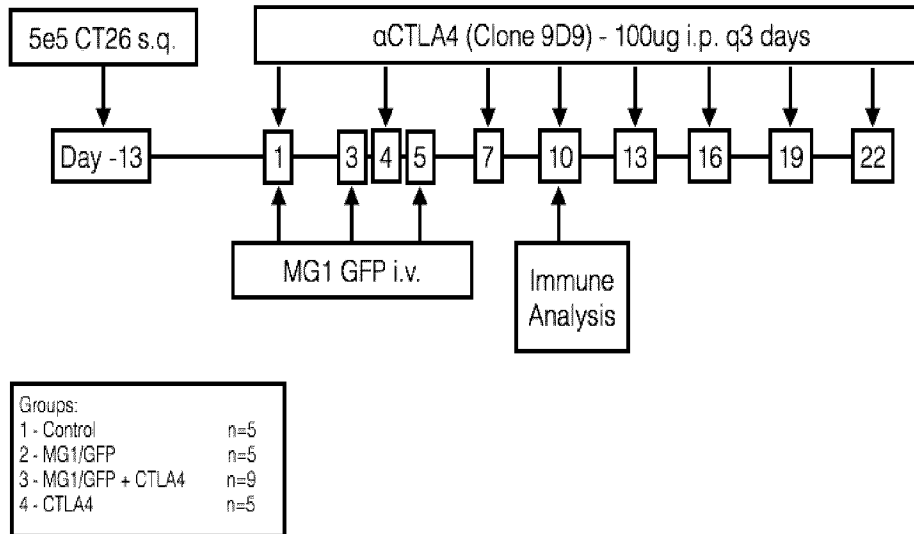 5e5 CT26 s.q.
αCTLA4 (Clone 9D9) - 100ug i.p. q3 days
Day -13
1
3
4
5
7
10
13
16
19
22
MG1 GFP i.v.
Immune
Analysis
Groups:
1 - Control n=5
2 - MG1/GFP n=5
3 - MG1/GFP + CTLA4 n=9
4 - CTLA4 n=5